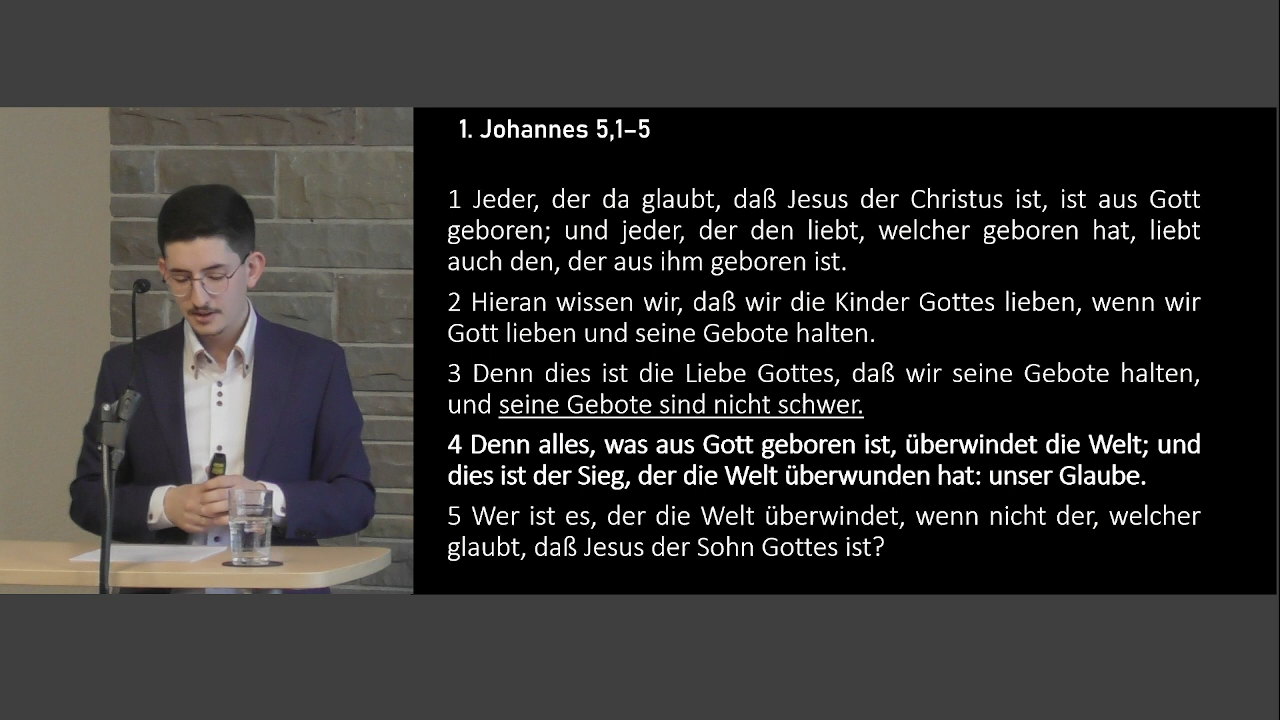 1. Johannes 5,1–5
1 Jeder, der da glaubt, daß Jesus der Christus ist, ist aus Gott
geboren; und jeder, der den liebt, welcher geboren hat, liebt
auch den, der aus ihm geboren ist.
2 Hieran wissen wir, daß wir die Kinder Gottes lieben, wenn wir
Gott lieben und seine Gebote halten.
3 Denn dies ist die Liebe Gottes, daß wir seine Gebote halten,
und seine Gebote sind nicht schwer.
4 Denn alles, was aus Gott geboren ist, überwindet die Welt; und
dies ist der Sieg, der die Welt überwunden hat: unser Glaube.
5 Wer ist es, der die Welt überwindet, wenn nicht der, welcher
glaubt, daß Jesus der Sohn Gottes ist?